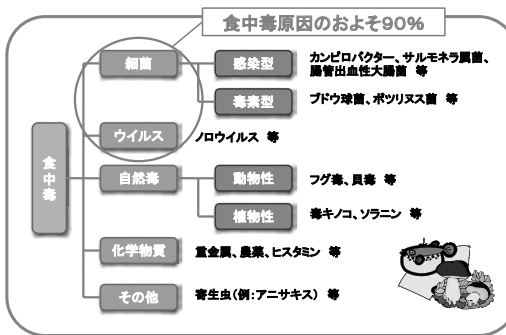 食中毒原因のおよそ90%
細菌
感染型
カンピロバクター、サルモネラ属菌、
腸管出血性大腸菌 等
毒素型
ブドウ球菌、ボツリヌス菌 等
ウイルス
ノロウイルス 等
食中毒
自然毒
動物性
フグ毒、貝毒 等
植物性
毒キノコ、ソラニン 等
化学物質
重金属、農薬、ヒスタミン 等
その他
寄生虫(例:アニサキス) 等